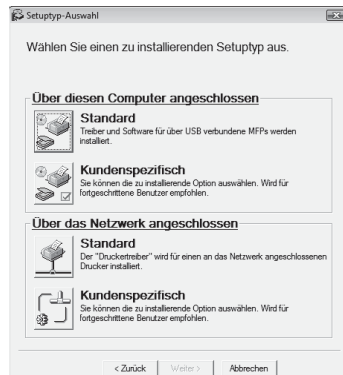 Setuptyp-Auswahl
Wählen Sie einen zu installierenden Setuptyp aus.
Über diesen Computer angeschlossen
Standard
Treiber und Software für über USB verbundene MFPs werden
installiert.
Kundenspezifisch
Sie können die zu installierende Option auswählen. Wird für
fortgeschrittene Benutzer empfohlen.
Über das Netzwerk angeschlossen
Standard
Der "Druckertreiber" wird für einen an das Netzwerk angeschlossenen
Drucker installiert.
Kundenspezifisch
Sie können die zu installierende Option auswählen. Wird für
fortgeschrittene Benutzer empfohlen.
< Zurück Weiter > Abbrechen